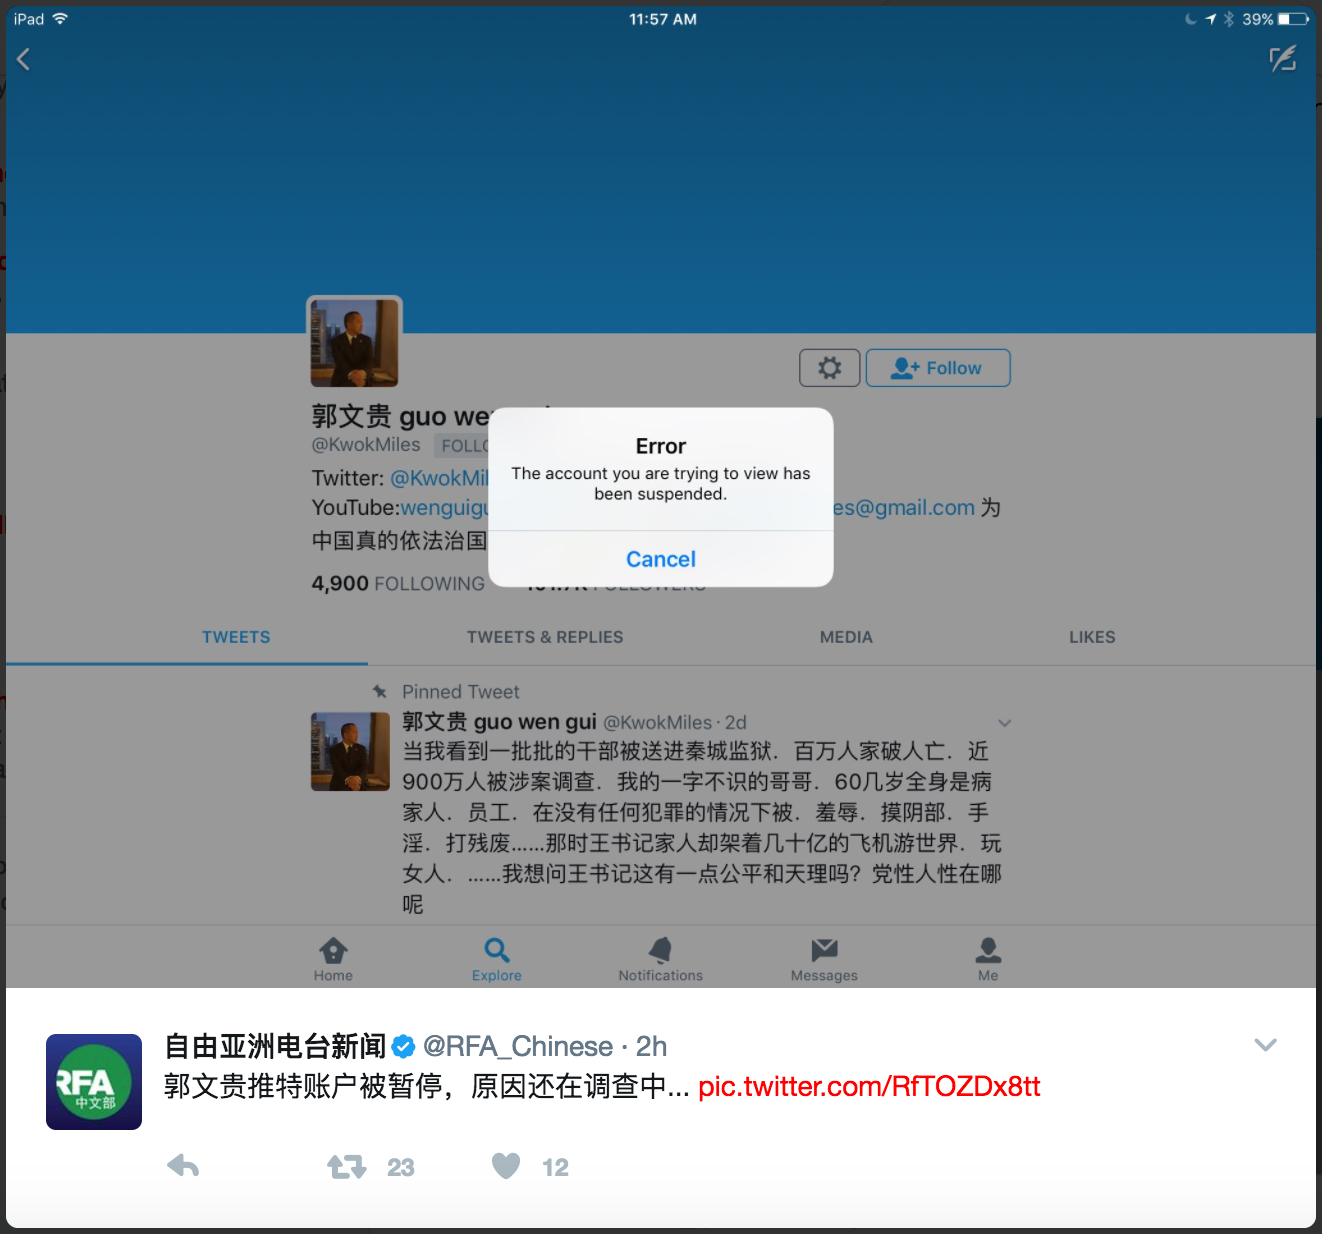 iPad
11:57 AM
39%
Follow
郭文贵 guo we
@KwokMiles
Twitter: @KwokMil
YouTube:wenguigu es@gmail.com 为
中国真的依法治国
4,900 FOLLOWING FOLLOWERS
Error
The account you are trying to view has
been suspended.
Cancel
TWEETS
TWEETS & REPLIES
MEDIA
LIKES
Pinned Tweet
郭文贵 guo wen gui @KwokMiles · 2d
当我看到一批批的干部被送进秦城监狱．百万人家破人亡．近
900万人被涉案调查．我的一字不识的哥哥．60几岁全身是病
家人．员工．在没有任何犯罪的情况下被．羞辱．摸阴部．手
淫．打残废……那时王书记家人却架着几十亿的飞机游世界．玩
女人．……我想问王书记这有一点公平和天理吗？党性人性在哪
呢
Home
Explore
Notifications
Messages
Me
RFA
中文部
自由亚洲电台新闻 @RFA_Chinese · 2h
郭文贵推特账户被暂停，原因还在调查中... pic.twitter.com/RfTOZDx8tt
23
12